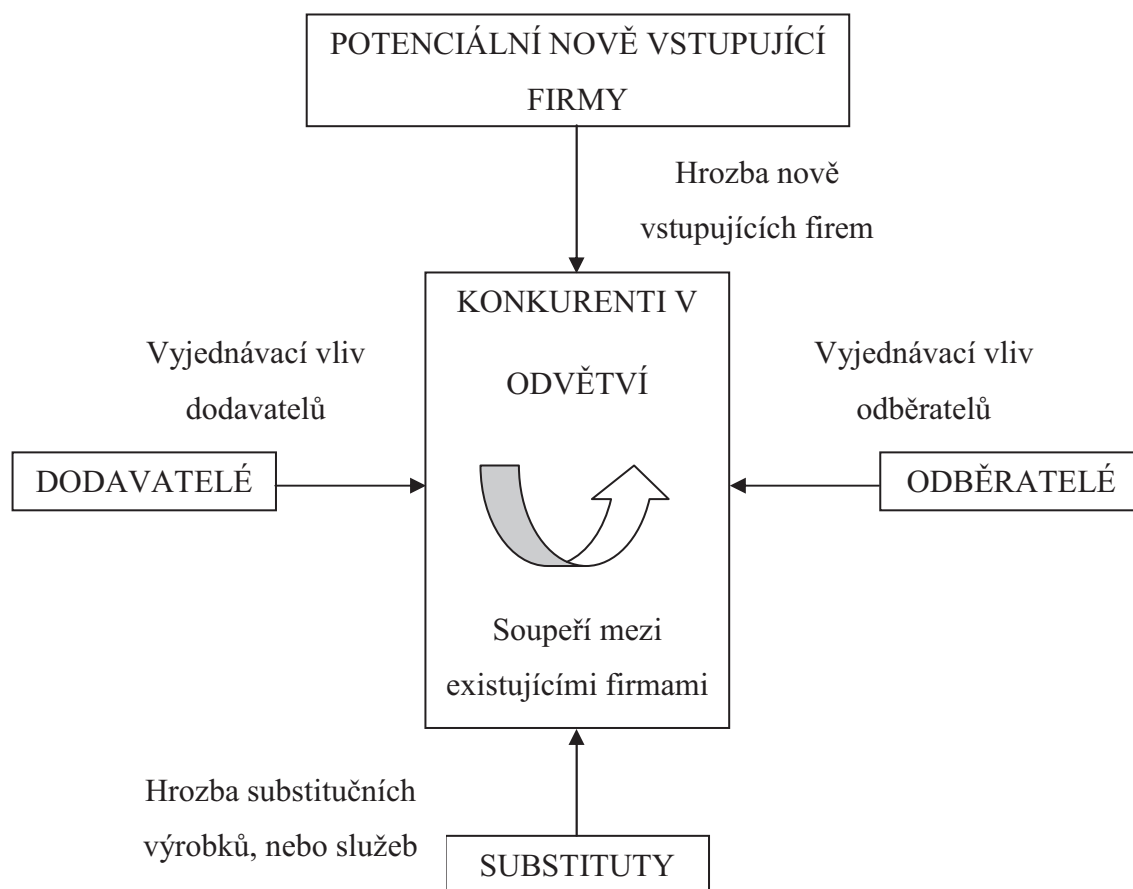 POTENCIÁLNÍ NOVĚ VSTUPUJÍCÍ
FIRMY
Hrozba nově
vstupujících firem
KONKURENTI V
ODVĚTVÍ
Vyjednávací vliv
dodavatelů
Vyjednávací vliv
odběratelů
DODAVATELÉ
ODBĚRATELÉ
Soupeří mezi
existujícími firmami
Hrozba substitučních
výrobků, nebo služeb
SUBSTITUTY